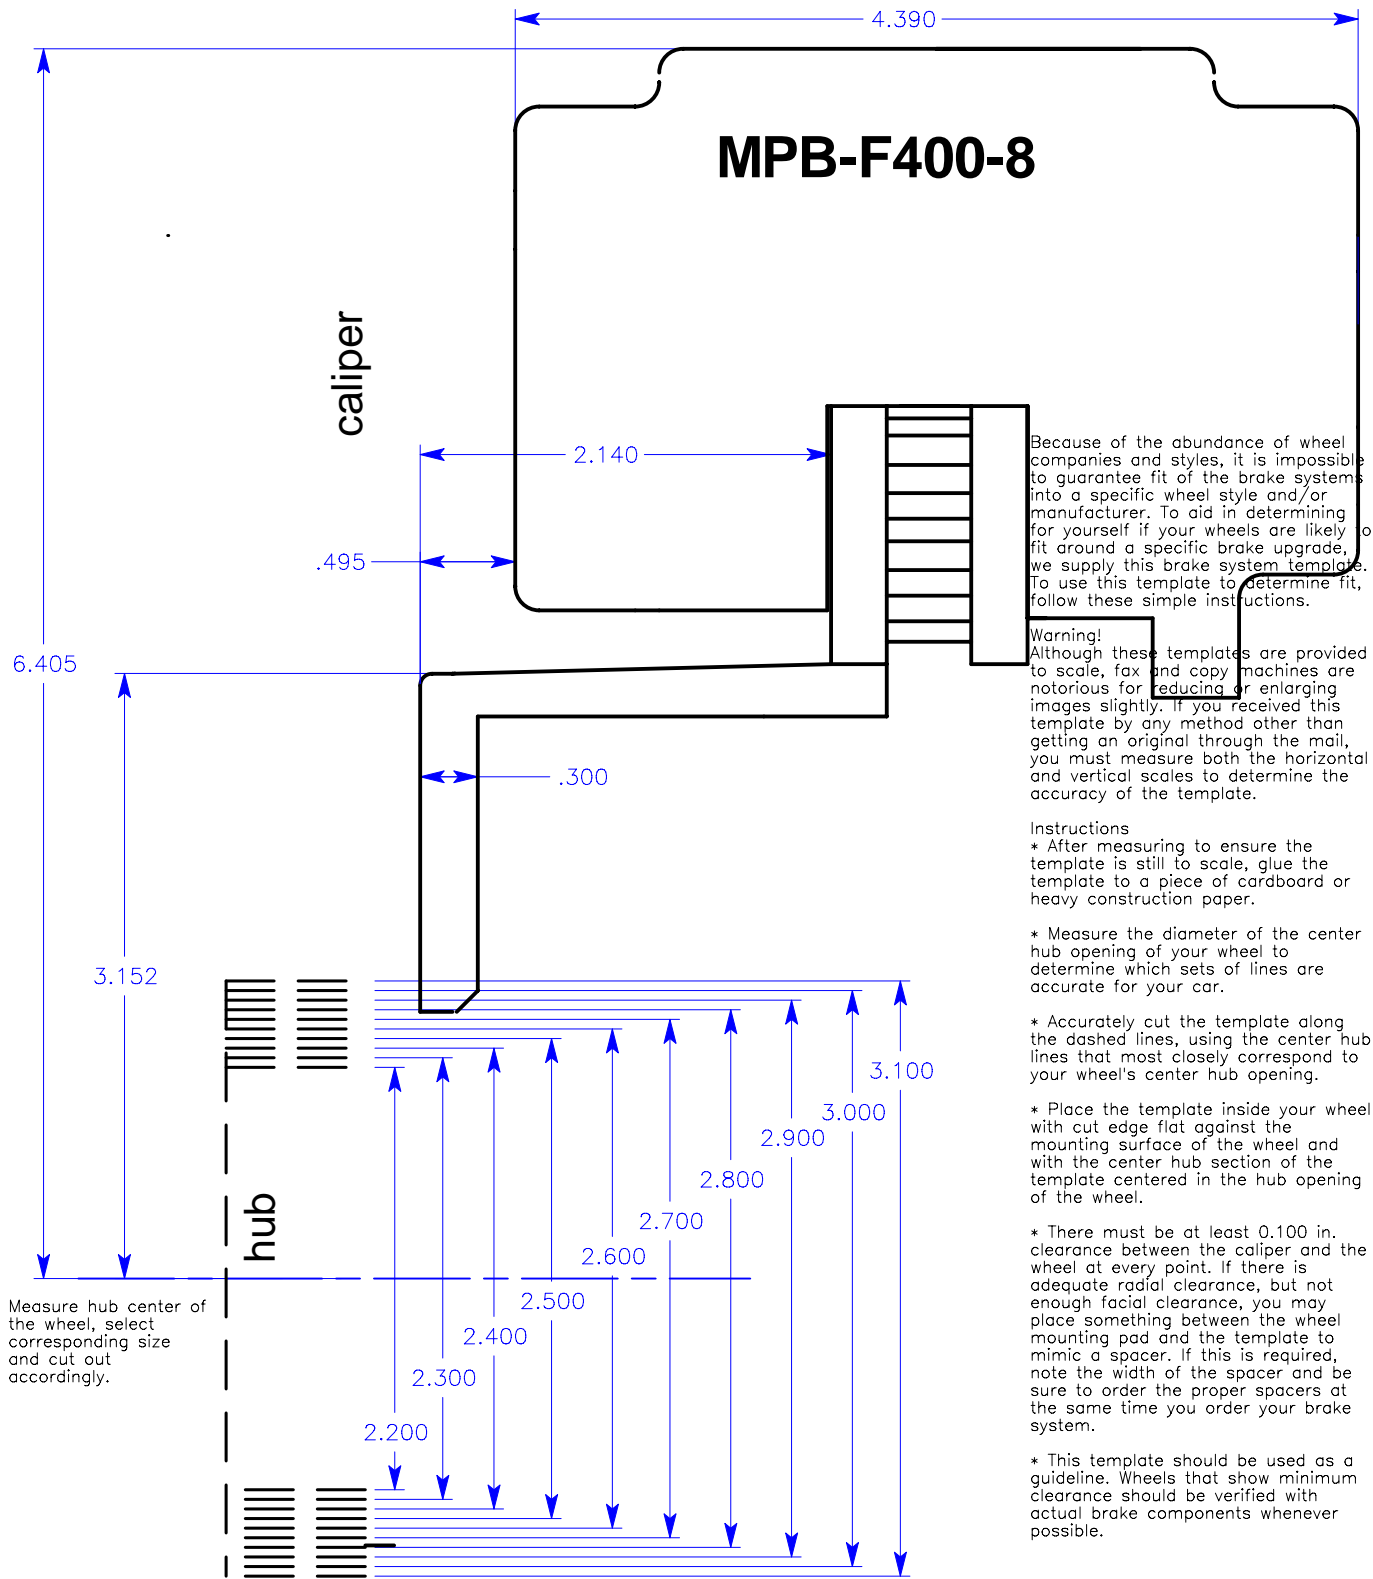 4.390
MPB-F400-8
caliper
2.140
.495
6.405
.300
3.152
3.100
3.000
2.900
2.800
2.700
2.600
2.500
2.400
2.300
2.200
hub
Measure hub center of
the wheel, select
corresponding size
and cut out
accordingly.
Because of the abundance of wheel
companies and styles, it is impossible
to guarantee fit of the brake systems
into a specific wheel style and/or
manufacturer. To aid in determining
for yourself if your wheels are likely to
fit around a specific brake upgrade,
we supply this brake system template.
To use this template to determine fit,
follow these simple instructions.
Warning!
Although these templates are provided
to scale, fax and copy machines are
notorious for reducing or enlarging
images slightly. If you received this
template by any method other than
getting an original through the mail,
you must measure both the horizontal
and vertical scales to determine the
accuracy of the template.
Instructions
* After measuring to ensure the
template is still to scale, glue the
template to a piece of cardboard or
heavy construction paper.
* Measure the diameter of the center
hub opening of your wheel to
determine which sets of lines are
accurate for your car.
* Accurately cut the template along
the dashed lines, using the center hub
lines that most closely correspond to
your wheel's center hub opening.
* Place the template inside your wheel
with cut edge flat against the
mounting surface of the wheel and
with the center hub section of the
template centered in the hub opening
of the wheel.
* There must be at least 0.100 in.
clearance between the caliper and the
wheel at every point. If there is
adequate radial clearance, but not
enough facial clearance, you may
place something between the wheel
mounting pad and the template to
mimic a spacer. If this is required,
note the width of the spacer and be
sure to order the proper spacers at
the same time you order your brake
system.
* This template should be used as a
guideline. Wheels that show minimum
clearance should be verified with
actual brake components whenever
possible.